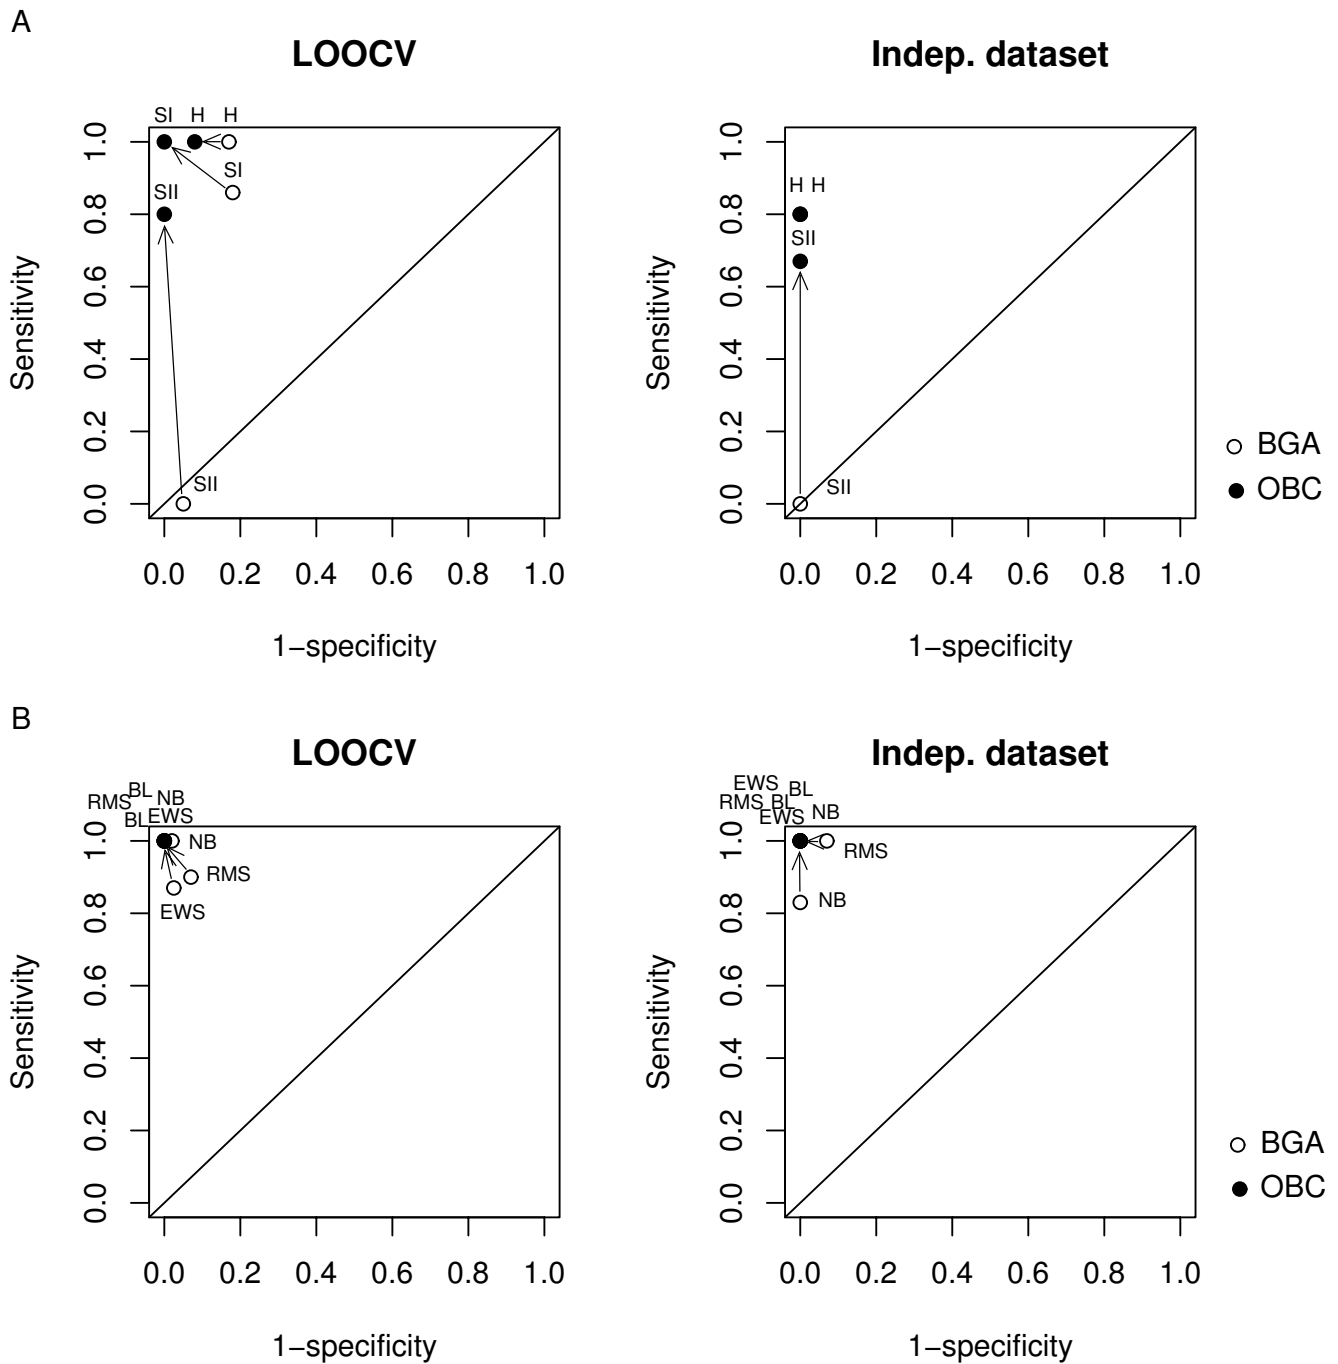 A
LOOCV
Indep. dataset
SI H H
SI
SII
SII
H H
SII
SII
1.0
0.8
0.6
0.4
0.2
0.0
Sensitivity
0.0 0.2 0.4 0.6 0.8 1.0
1−specificity
1.0
0.8
0.6
0.4
0.2
0.0
Sensitivity
0.0 0.2 0.4 0.6 0.8 1.0
1−specificity
BGA
OBC
B
LOOCV
Indep. dataset
BL NB
RMS
BL EWS
NB
RMS
EWS
EWS BL
RMS BL NB
EWS
RMS
NB
1.0
0.8
0.6
0.4
0.2
0.0
Sensitivity
0.0 0.2 0.4 0.6 0.8 1.0
1−specificity
1.0
0.8
0.6
0.4
0.2
0.0
Sensitivity
0.0 0.2 0.4 0.6 0.8 1.0
1−specificity
BGA
OBC